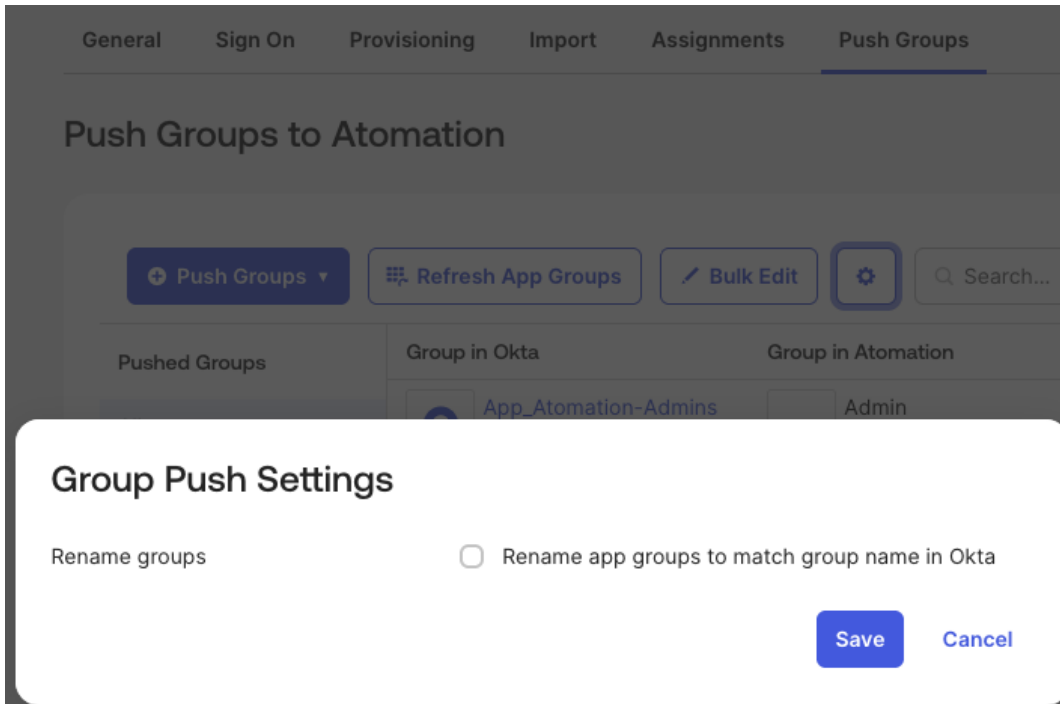 General Sign On Provisioning Import Assignments Push Groups
Push Groups to Atomation
Push Groups ▼ Refresh App Groups Bulk Edit Search...
Pushed Groups Group in Okta Group in Atomation
App_Atomation-Admins Admin
Group Push Settings
Rename groups Rename app groups to match group name in Okta
Save Cancel